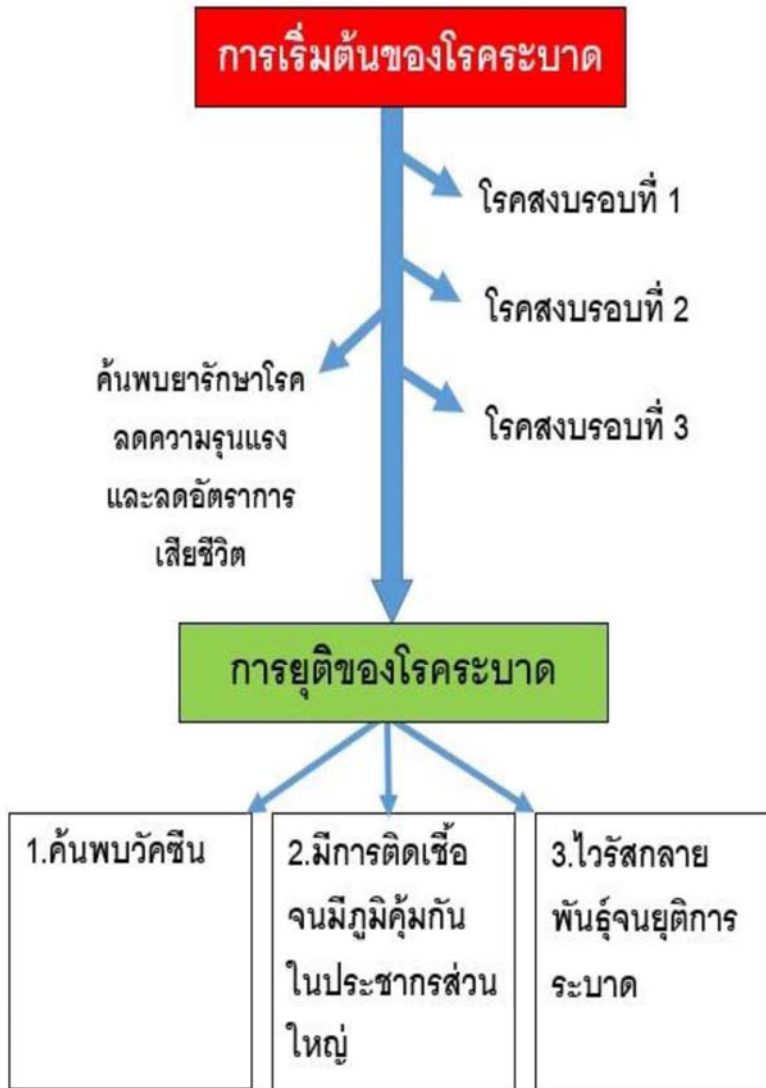 การเริ่มต้นของโรคระบาด
โรคสงบรอบที่ 1
โรคสงบรอบที่ 2
ค้นพบยารักษาโรค
ลดความรุนแรง
และลดอัตราการ
เสียชีวิต
โรคสงบรอบที่ 3
การยุติของโรคระบาด
1.ค้นพบวัคซีน
2.มีการติดเชื้อ
จนมีภูมิคุ้มกัน
ในประชากรส่วน
ใหญ่
3.ไวรัสกลาย
พันธุ์จนยุติการ
ระบาด